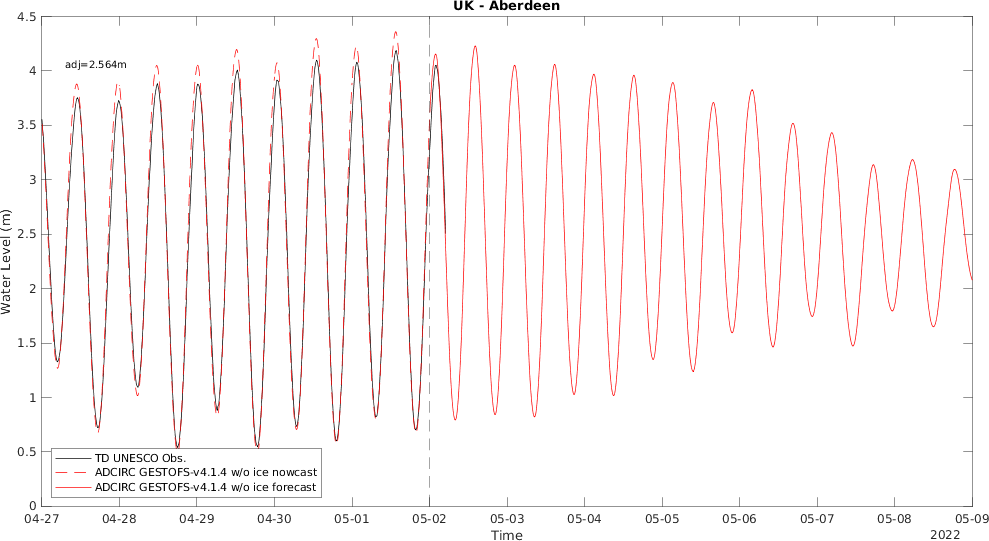 UK - Aberdeen
4.5
4
3.5
3
2.5
2
1.5
1
0.5
0
Water Level (m)
adj=2.564m
TD UNESCO Obs.
ADCIRC GESTOFS-v4.1.4 w/o ice nowcast
ADCIRC GESTOFS-v4.1.4 w/o ice forecast
04-27 04-28 04-29 04-30 05-01 05-02 05-03 05-04 05-05 05-06 05-07 05-08 05-09
Time
2022